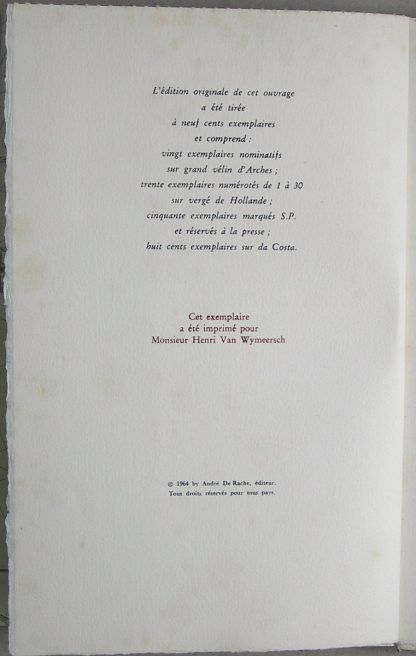 L'édition originale de cet ouvrage
a été tirée
à neuf cents exemplaires
et comprend :
vingt exemplaires nominatifs
sur grand vélin d'Arches ;
trente exemplaires numérotés de 1 à 30
sur vergé de Hollande ;
cinquante exemplaires marqués S.P.
et réservés à la presse ;
huit cents exemplaires sur da Costa.
Cet exemplaire
a été imprimé pour
Monsieur Henri Van Wymeersch
© 1964 by André De Rache, éditeur.
Tous droits réservés pour tous pays.